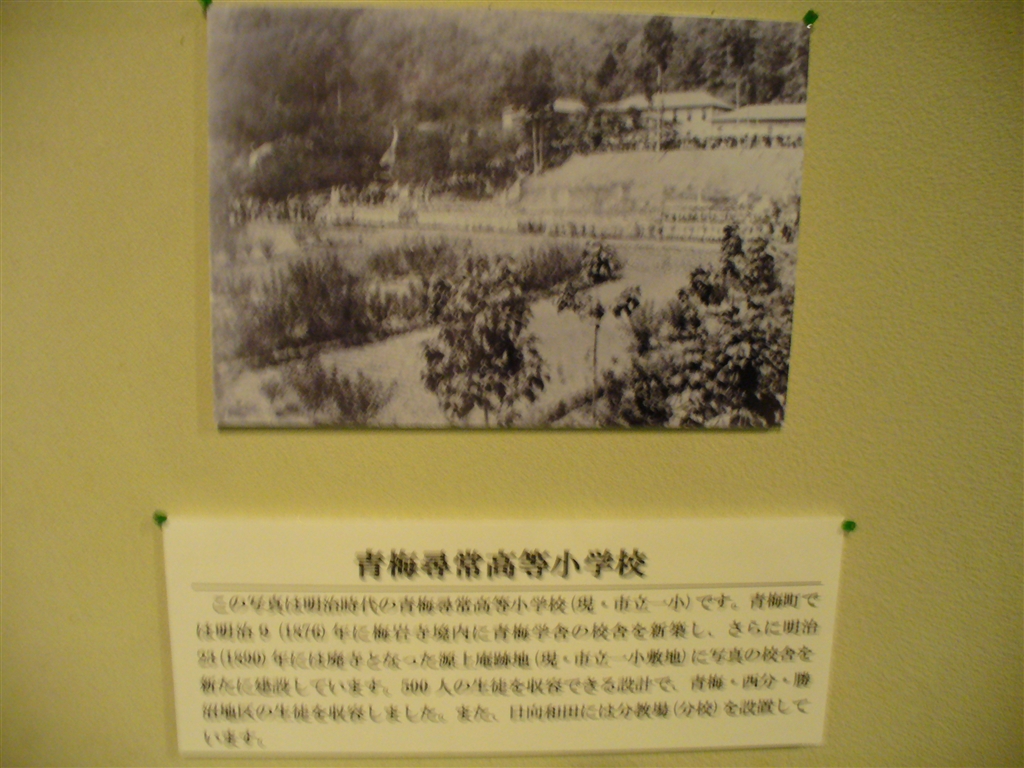 青梅尋常高等小学校
この写真は明治時代の青梅尋常高等小学校(現・市立一小)です。青梅町で
は明治9(1876)年に梅岩寺境内に青梅学舎の校舎を新築し、さらに明治
23(1890)年には廃寺となった源上庵跡地(現・市立一小敷地)に写真の校舎を
新たに建設しています。500人の生徒を収容できる設計で、青梅・西分・勝
沼地区の生徒を収容しました。また、日向和田には分教場(分校)を設置して
います。